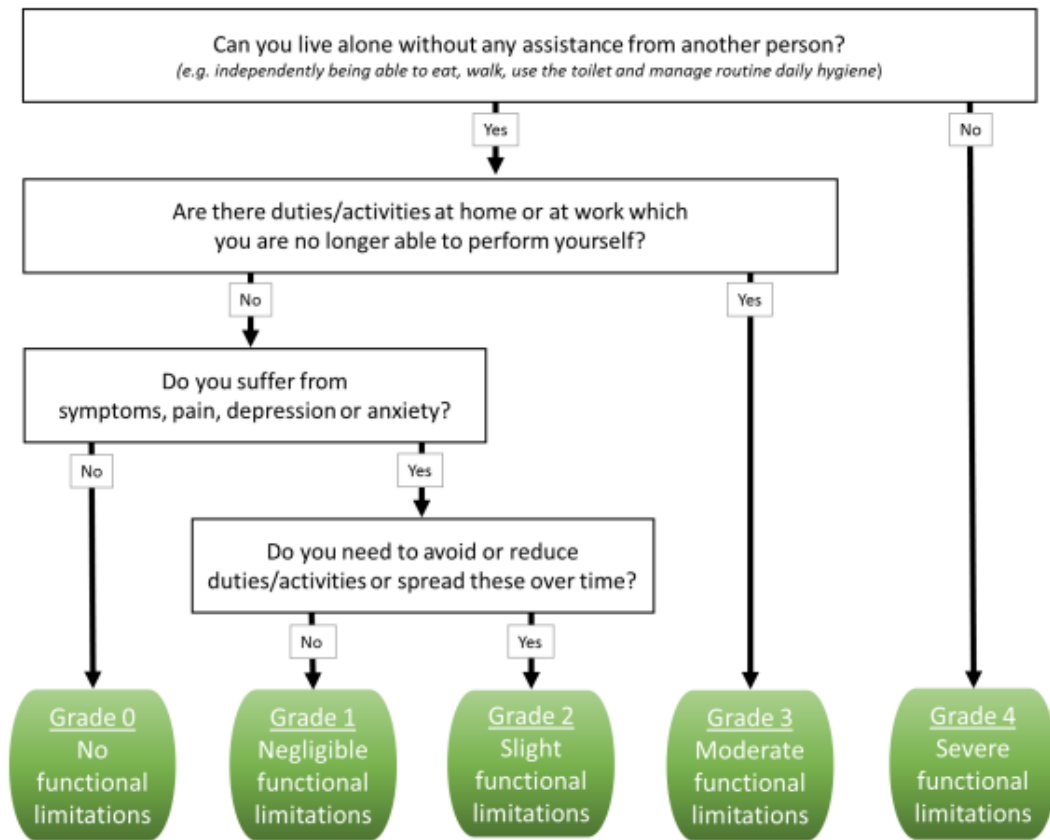 Can you live alone without any assistance from another person?
(e.g. independently being able to eat, walk, use the toilet and manage routine daily hygiene)
Yes
No
Are there duties/activities at home or at work which
you are no longer able to perform yourself?
No
Yes
Do you suffer from
symptoms, pain, depression or anxiety?
No
Yes
Do you need to avoid or reduce
duties/activities or spread these over time?
No
Yes
Grade 0
No
functional
limitations
Grade 1
Negligible
functional
limitations
Grade 2
Slight
functional
limitations
Grade 3
Moderate
functional
limitations
Grade 4
Severe
functional
limitations